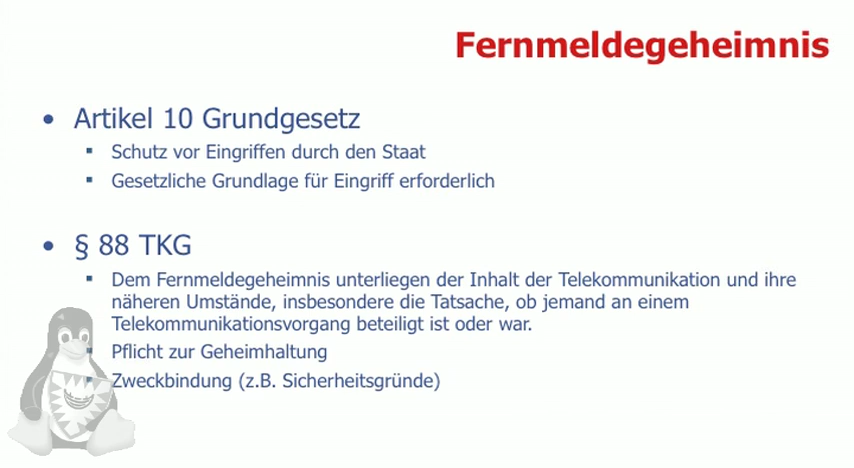 Fernmeldegeheimnis
• Artikel 10 Grundgesetz
▪ Schutz vor Eingriffen durch den Staat
▪ Gesetzliche Grundlage für Eingriff erforderlich
• § 88 TKG
▪ Dem Fernmeldegeheimnis unterliegen der Inhalt der Telekommunikation und ihre
näheren Umstände, insbesondere die Tatsache, ob jemand an einem
Telekommunikationsvorgang beteiligt ist oder war.
▪ Pflicht zur Geheimhaltung
▪ Zweckbindung (z.B. Sicherheitsgründe)